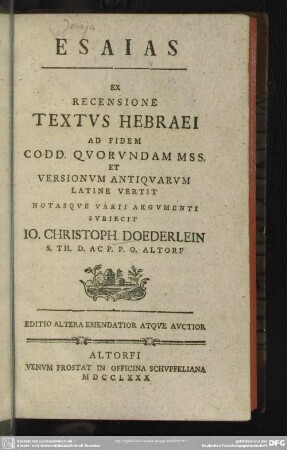 ESAIAS
EX
RECENSIONE
TEXTVS HEBRAEI
AD FIDEM
CODD. QVORVNDAM MSS.
ET
VERSIONVM ANTIQVARVM
LATINE VERTIT
NOTASQVE VARII ARGVMENTI
SVBIECIT
IO. CHRISTOPH. DOEDERLEIN
S. TH. D. AC P. P. O. ALTORF
EDITIO ALTERA EMENDATIOR ATQVE AVCTIOR
ALTORFI
VENVM PROSTAT IN OFFICINA SCHVPFELIANA
MDCCLXXX
DFG